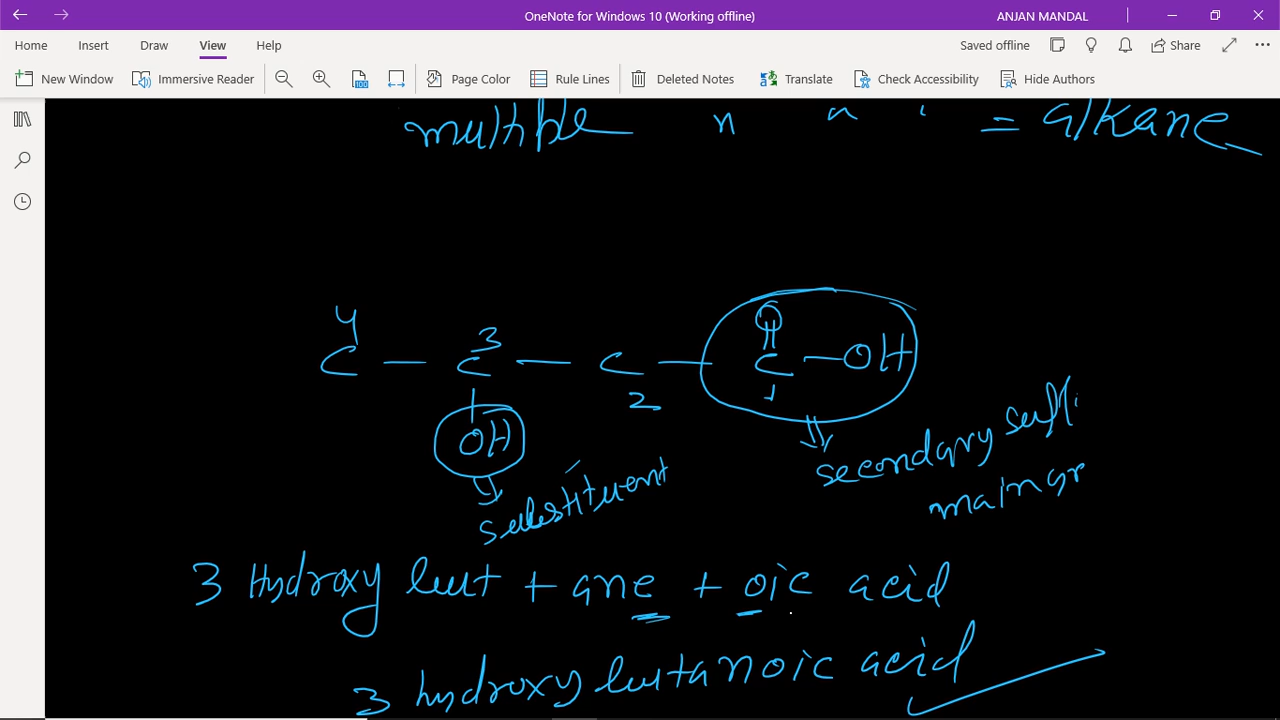 OneNote for Windows 10 (Working offline) ANJAN MANDAL
Home Insert Draw View Help Saved offline Share
New Window Immersive Reader Page Color Rule Lines Deleted Notes Translate Check Accessibility Hide Authors
multiple = alkane
4 3 O
C — C — C — C — OH
2 1
OH
secondary suffi
substituent main gr
3 Hydroxy but + ane + oic acid
3 hydroxy butanoic acid